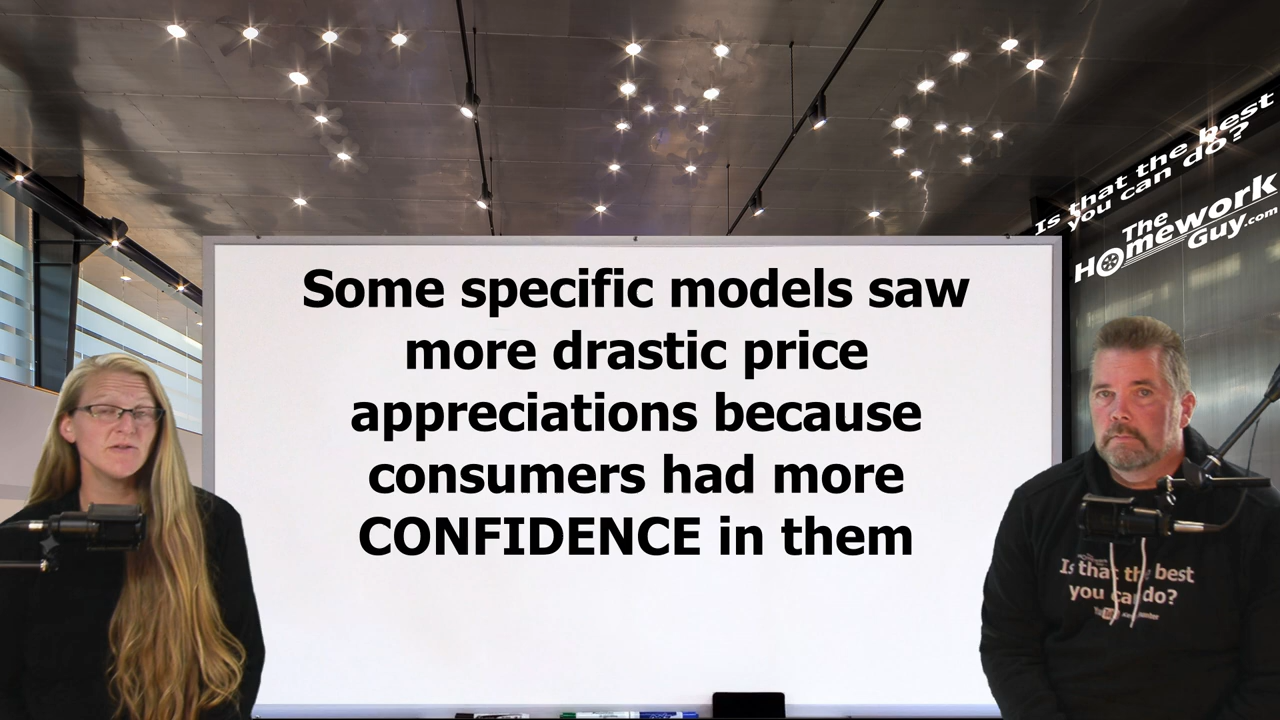 Is that the best
you can do?
The
Homework
Guy.com
Some specific models saw
more drastic price
appreciations because
consumers had more
CONFIDENCE in them
Is that the best
you can do?